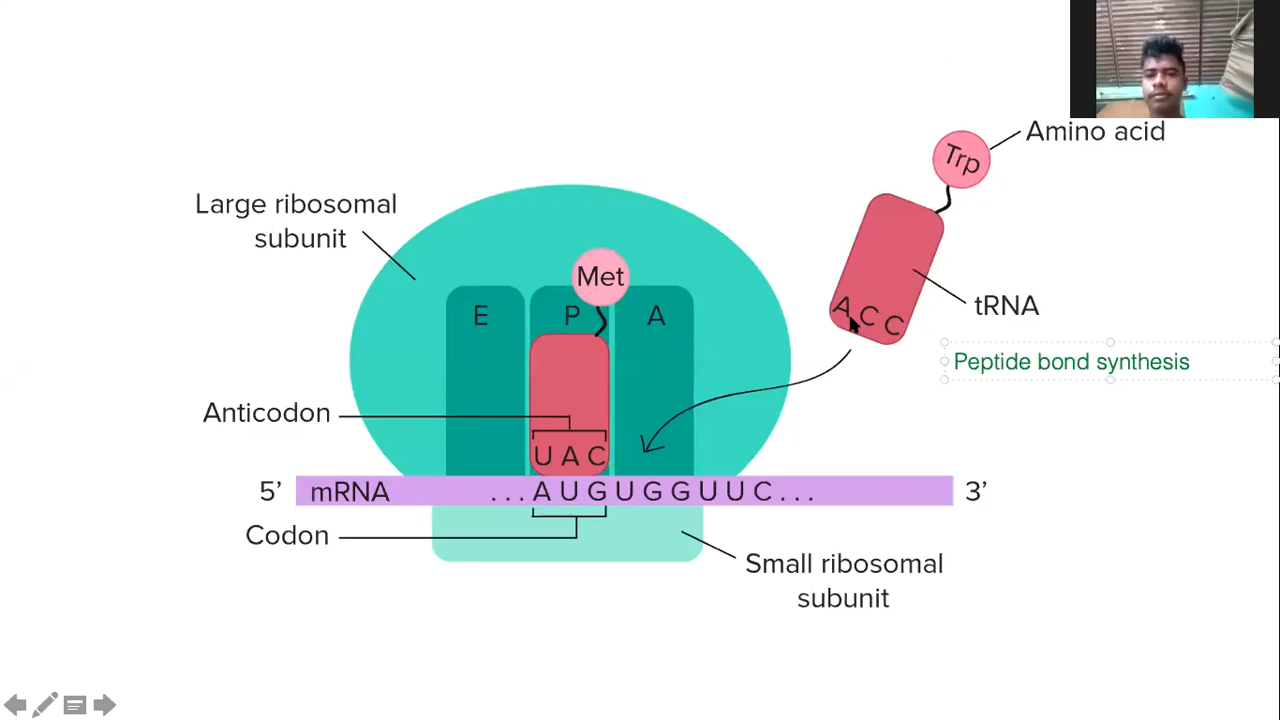 Amino acid
Trp
Large ribosomal
subunit
Met
E P A
A C C
tRNA
Peptide bond synthesis
Anticodon
U A C
5’ mRNA ...A U G U G G U U C... 3’
Codon
Small ribosomal
subunit